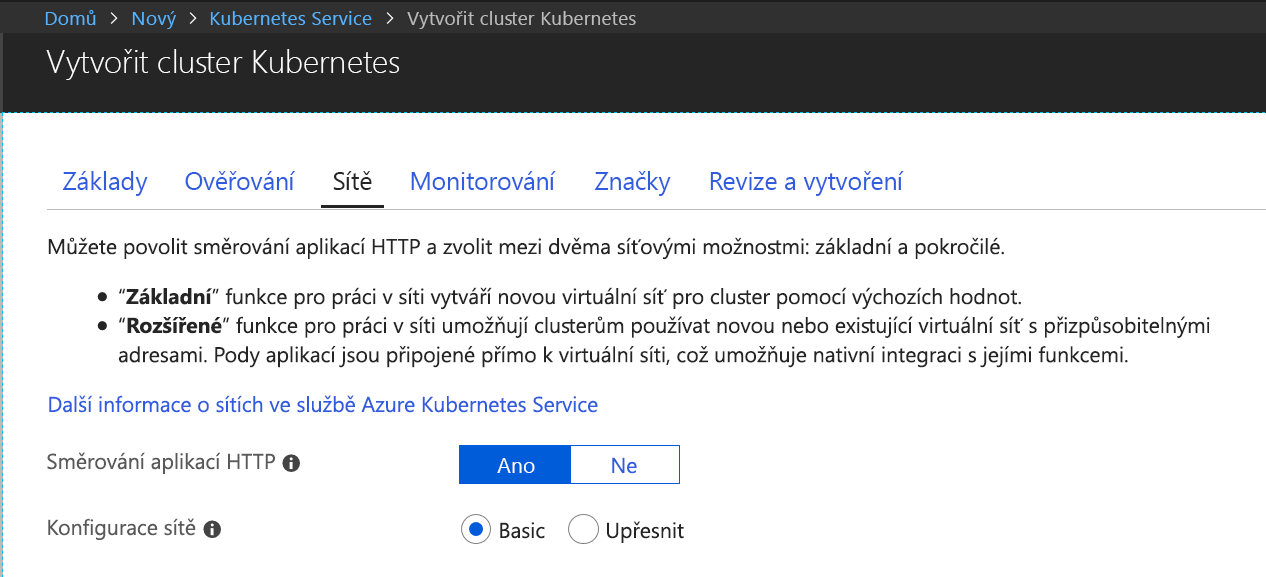 Domů > Nový > Kubernetes Service > Vytvořit cluster Kubernetes
Vytvořit cluster Kubernetes
Základy Ověřování Sítě Monitorování Značky Revize a vytvoření
Můžete povolit směrování aplikací HTTP a zvolit mezi dvěma síťovými možnostmi: základní a pokročilé.
• “Základní” funkce pro práci v síti vytváří novou virtuální síť pro cluster pomocí výchozích hodnot.
• “Rozšířené” funkce pro práci v síti umožňují clusterům používat novou nebo existující virtuální síť s přizpůsobitelnými
adresami. Pody aplikací jsou připojené přímo k virtuální síti, což umožňuje nativní integraci s jejími funkcemi.
Další informace o sítích ve službě Azure Kubernetes Service
Směrování aplikací HTTP Ano Ne
Konfigurace sítě Basic Upřesnit